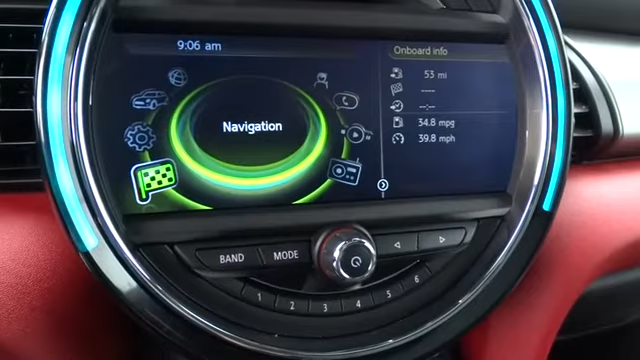 9:06 am
Onboard info
53 mi
-----
--:--
34.8 mpg
39.8 mph
Navigation
BAND
MODE
1 2 3 4 5 6